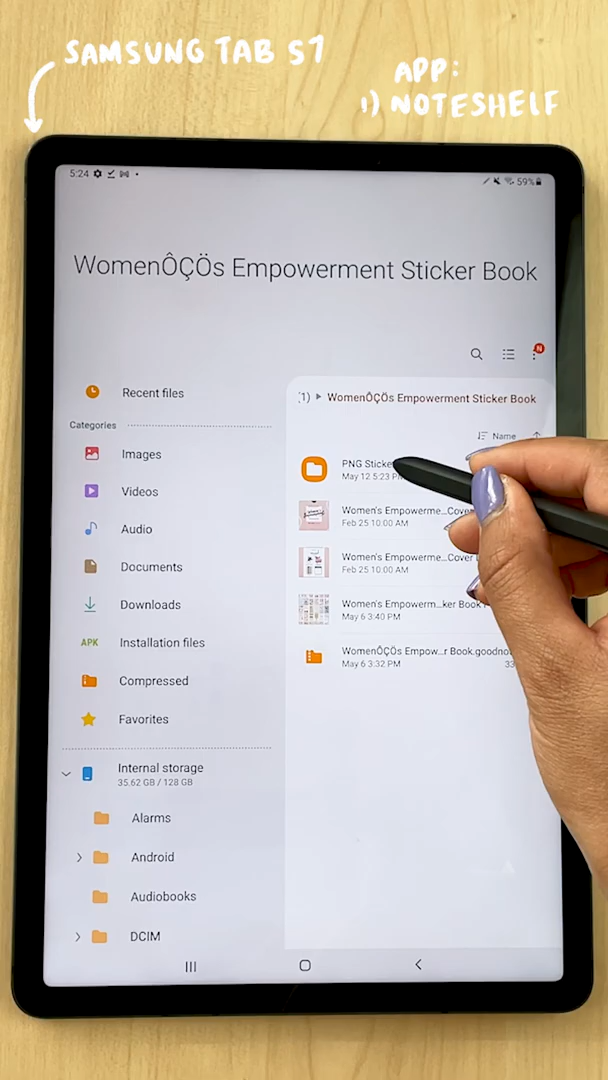 SAMSUNG TAB S7
APP:
1) NOTESHELF
5:24
59%
WomenÔÇÖs Empowerment Sticker Book
N
Recent files
1) ▶ WomenÔÇÖs Empowerment Sticker Book
Categories
Name
Images
PNG Sticke
May 12 5:23 PM
Videos
Women's Empowerme...Cove
Feb 25 10:00 AM
Audio
Women's Empowerme...Cover
Feb 25 10:00 AM
Documents
Downloads
Women's Empowerm...ker Book
May 6 3:40 PM
APK Installation files
WomenÔÇÖs Empow...r Book.goodno
May 6 3:32 PM
33
Compressed
Favorites
Internal storage
35.62 GB / 128 GB
Alarms
Android
Audiobooks
DCIM